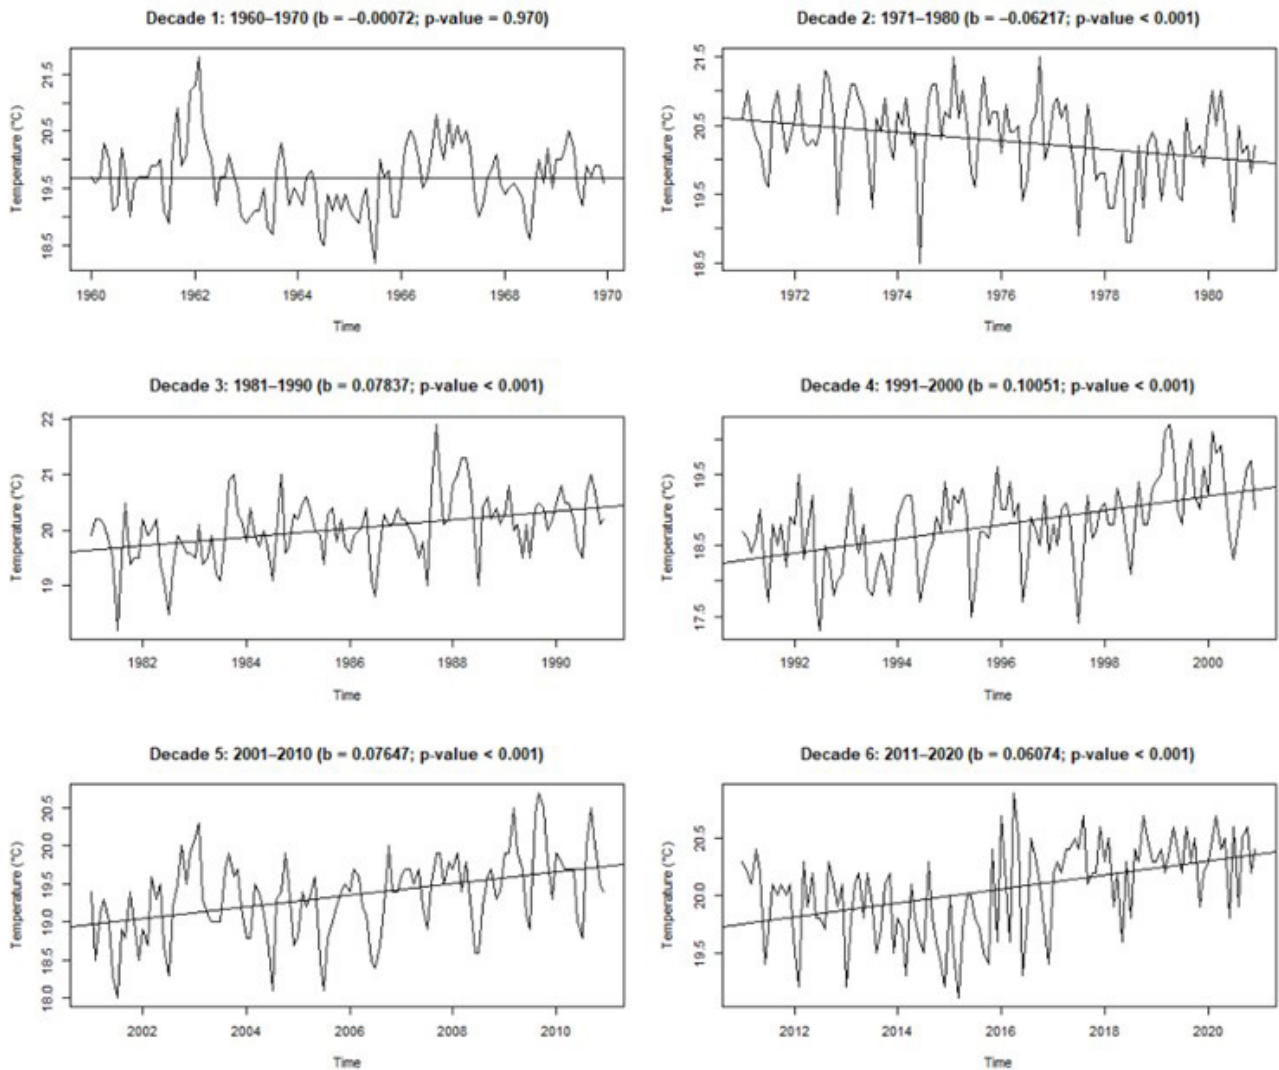 Decade 1: 1960–1970 (b = –0.00072; p-value = 0.970)
Temperature (°C)
21.5
20.5
19.5
18.5
1960 1962 1964 1966 1968 1970
Time
Decade 2: 1971–1980 (b = –0.06217; p-value < 0.001)
Temperature (°C)
21.5
20.5
19.5
18.5
1972 1974 1976 1978 1980
Time
Decade 3: 1981–1990 (b = 0.07837; p-value < 0.001)
Temperature (°C)
22
21
20
19
1982 1984 1986 1988 1990
Time
Decade 4: 1991–2000 (b = 0.10051; p-value < 0.001)
Temperature (°C)
19.5
18.5
17.5
1992 1994 1996 1998 2000
Time
Decade 5: 2001–2010 (b = 0.07647; p-value < 0.001)
Temperature (°C)
20.5
20.0
19.5
19.0
18.5
18.0
2002 2004 2006 2008 2010
Time
Decade 6: 2011–2020 (b = 0.06074; p-value < 0.001)
Temperature (°C)
20.5
20.0
19.5
2012 2014 2016 2018 2020
Time